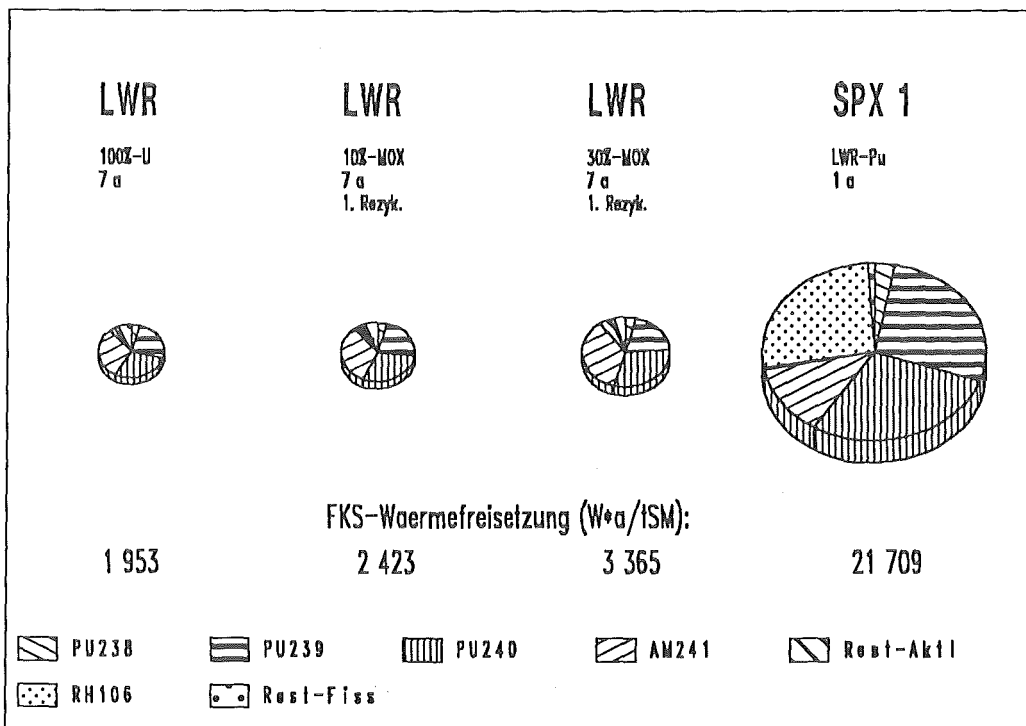 LWR LWR LWR SPX 1
100%-U 10%-MOX 30%-MOX LWR-Pu
7 a 7 a 7 a 1 a
1. Rezyk. 1. Rezyk.
FKS-Waermefreisetzung (W*a/tSM):
1 953 2 423 3 365 21 709
PU238 PU239 PU240 AM241 Rest-Akti
RH106 Rest-Fiss